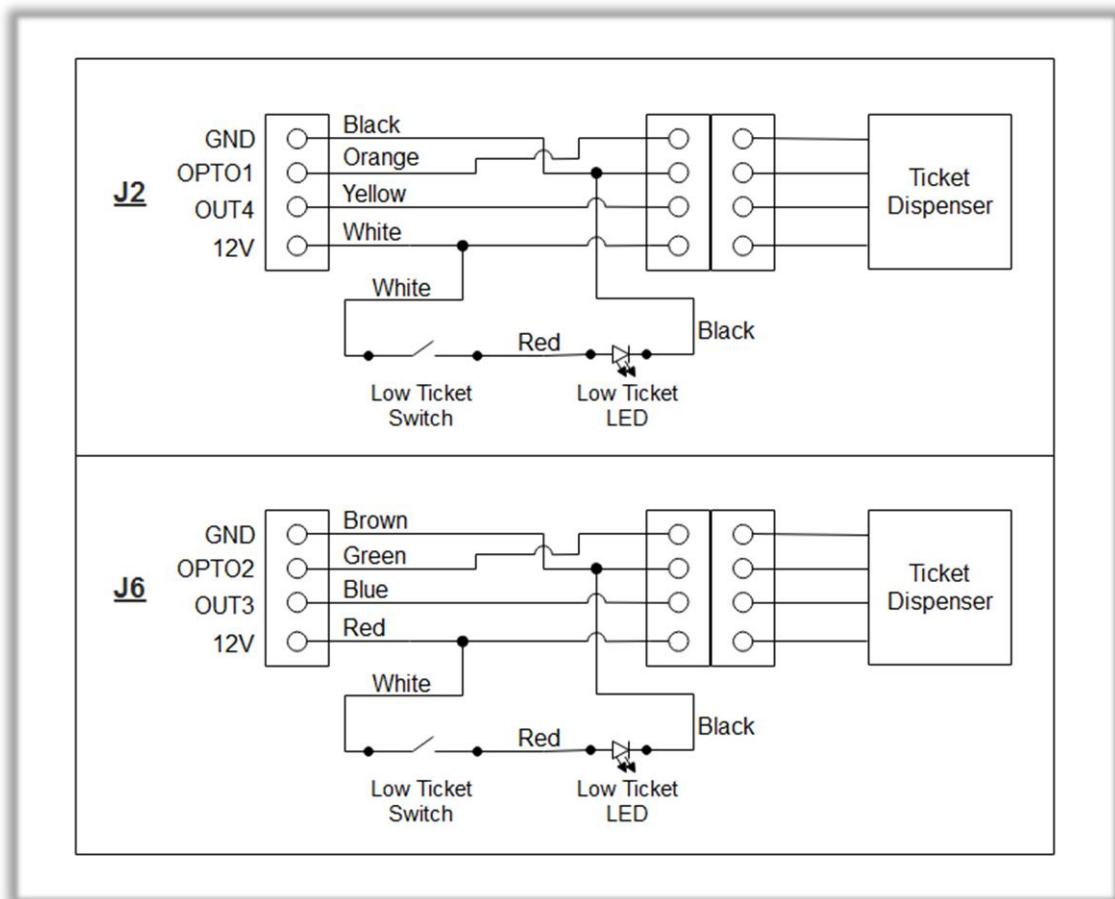 GND
Black
OPTO1
Orange
J2
OUT4
Yellow
12V
White
Ticket
Dispenser
White
Red
Black
Low Ticket
Switch
Low Ticket
LED
GND
Brown
OPTO2
Green
J6
OUT3
Blue
12V
Red
Ticket
Dispenser
White
Red
Black
Low Ticket
Switch
Low Ticket
LED